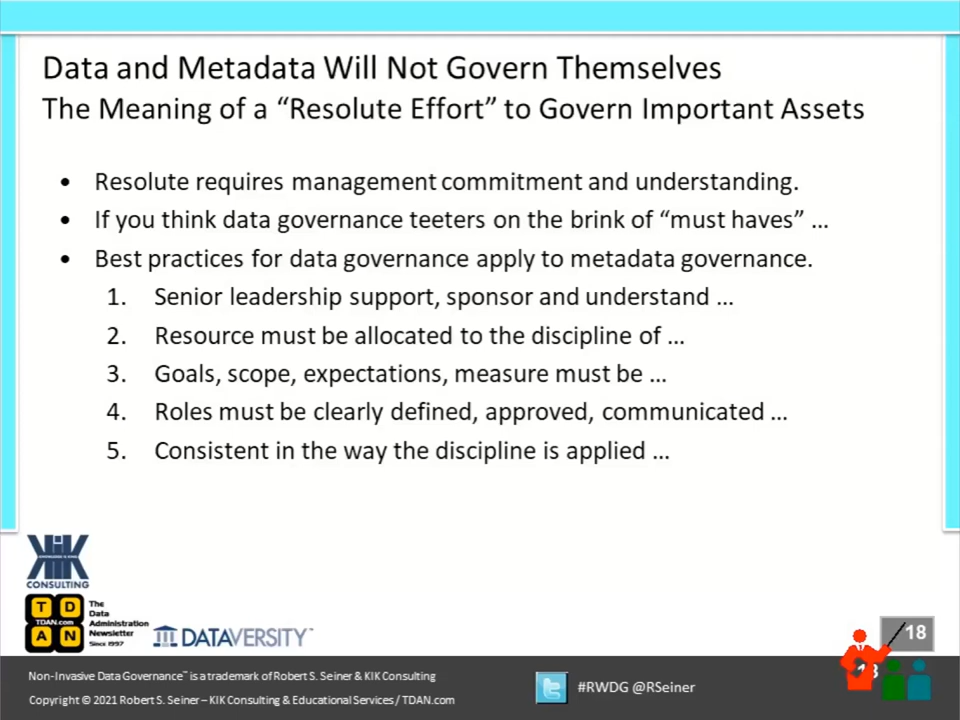 Data and Metadata Will Not Govern Themselves
The Meaning of a “Resolute Effort” to Govern Important Assets
• Resolute requires management commitment and understanding.
• If you think data governance teeters on the brink of “must haves” …
• Best practices for data governance apply to metadata governance.
1. Senior leadership support, sponsor and understand …
2. Resource must be allocated to the discipline of …
3. Goals, scope, expectations, measure must be …
4. Roles must be clearly defined, approved, communicated …
5. Consistent in the way the discipline is applied …
KIK
CONSULTING
T D
TDAN.com
A N
The
Data
Administration
Newsletter
Since 1997
DATAVERSITY™
18
Non-Invasive Data Governance™ is a trademark of Robert S. Seiner & KIK Consulting
Copyright © 2021 Robert S. Seiner – KIK Consulting & Educational Services / TDAN.com
#RWDG @RSeiner